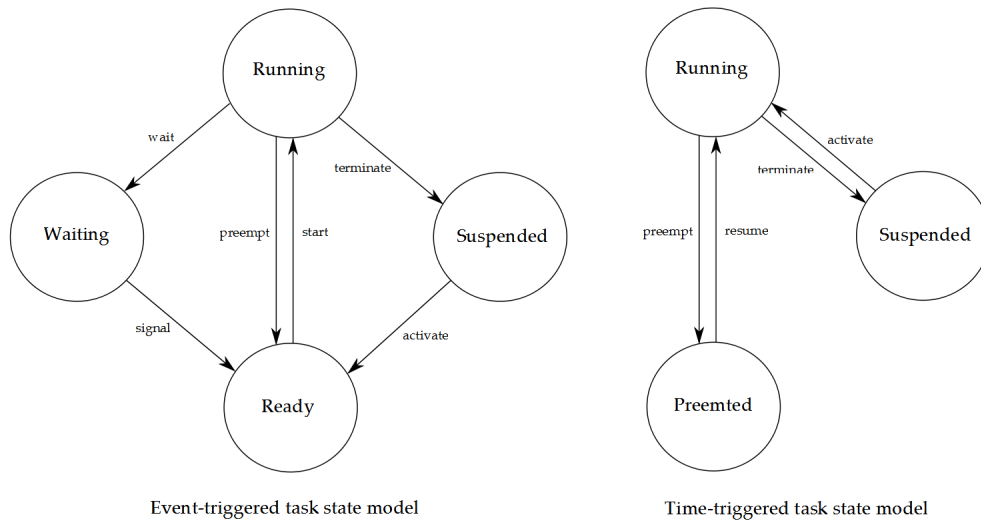 Running
wait
terminate
Waiting
preempt
start
Suspended
signal
activate
Ready
Event-triggered task state model
Running
activate
terminate
preempt
resume
Suspended
Preemted
Time-triggered task state model